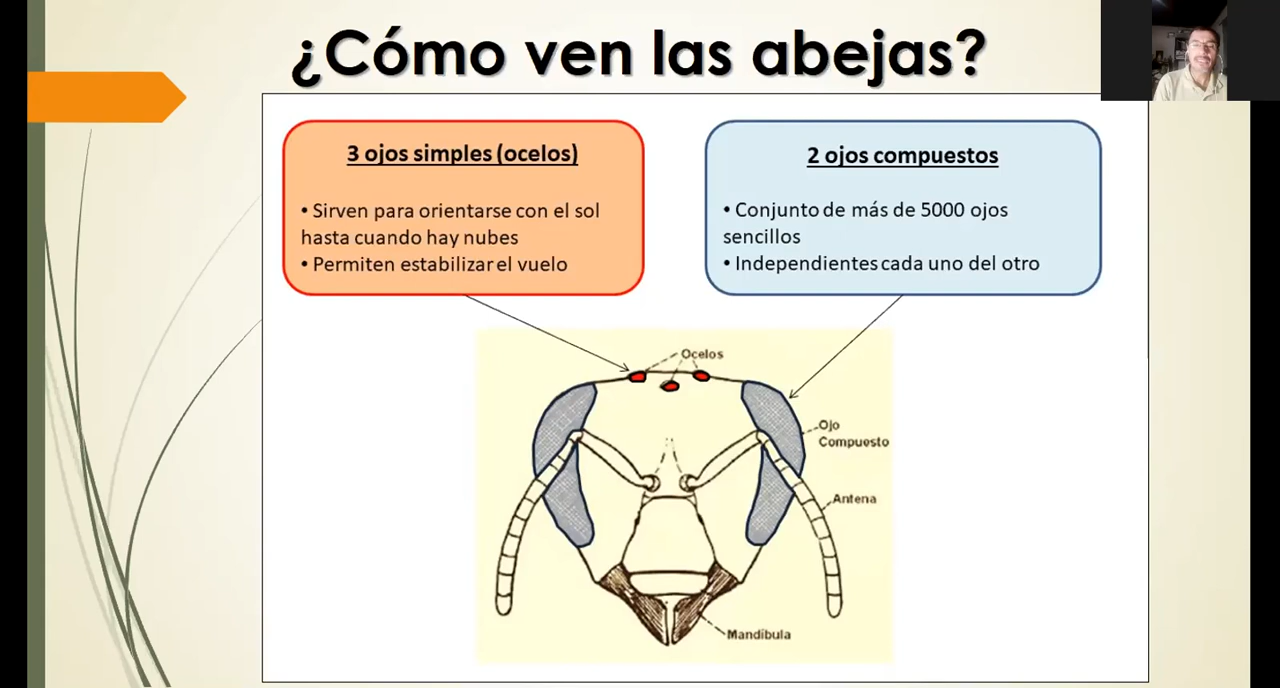 ¿Cómo ven las abejas?
3 ojos simples (ocelos)
• Sirven para orientarse con el sol
hasta cuando hay nubes
• Permiten estabilizar el vuelo
2 ojos compuestos
• Conjunto de más de 5000 ojos
sencillos
• Independientes cada uno del otro
Ocelos
Ojo
Compuesto
Antena
Mandíbula